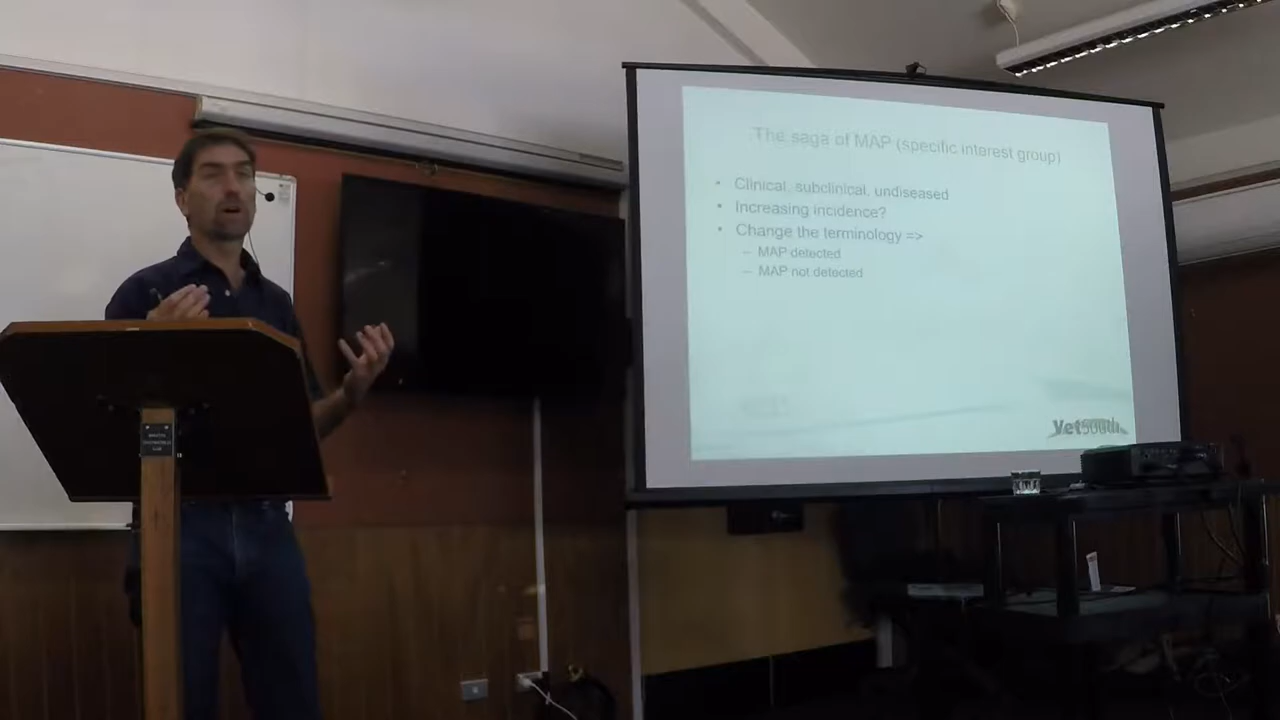 The saga of MAP (specific interest group)
• Clinical, subclinical, undiseased
• Increasing incidence?
• Change the terminology =>
– MAP detected
– MAP not detected
VetSouth